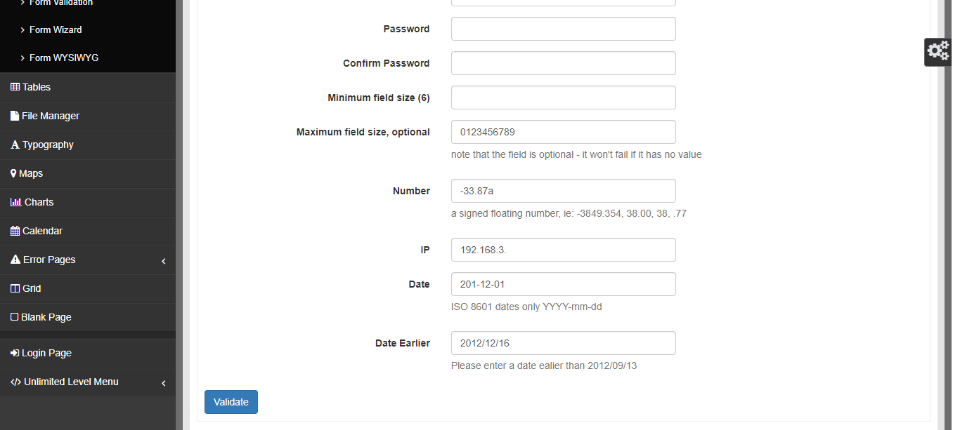 Form Validation
Form Wizard
Form WYSIWYG
Tables
File Manager
Typography
Maps
Charts
Calendar
Error Pages
Grid
Blank Page
Login Page
Unlimited Level Menu
Password
Confirm Password
Minimum field size (6)
Maximum field size, optional
0123456789
note that the field is optional - it won't fail if it has no value
Number
-33.87a
a signed floating number, ie: -3849.354, 38.00, 38, .77
IP
192.168.3.
Date
201-12-01
ISO 8601 dates only YYYY-mm-dd
Date Earlier
2012/12/16
Please enter a date ealier than 2012/09/13
Validate